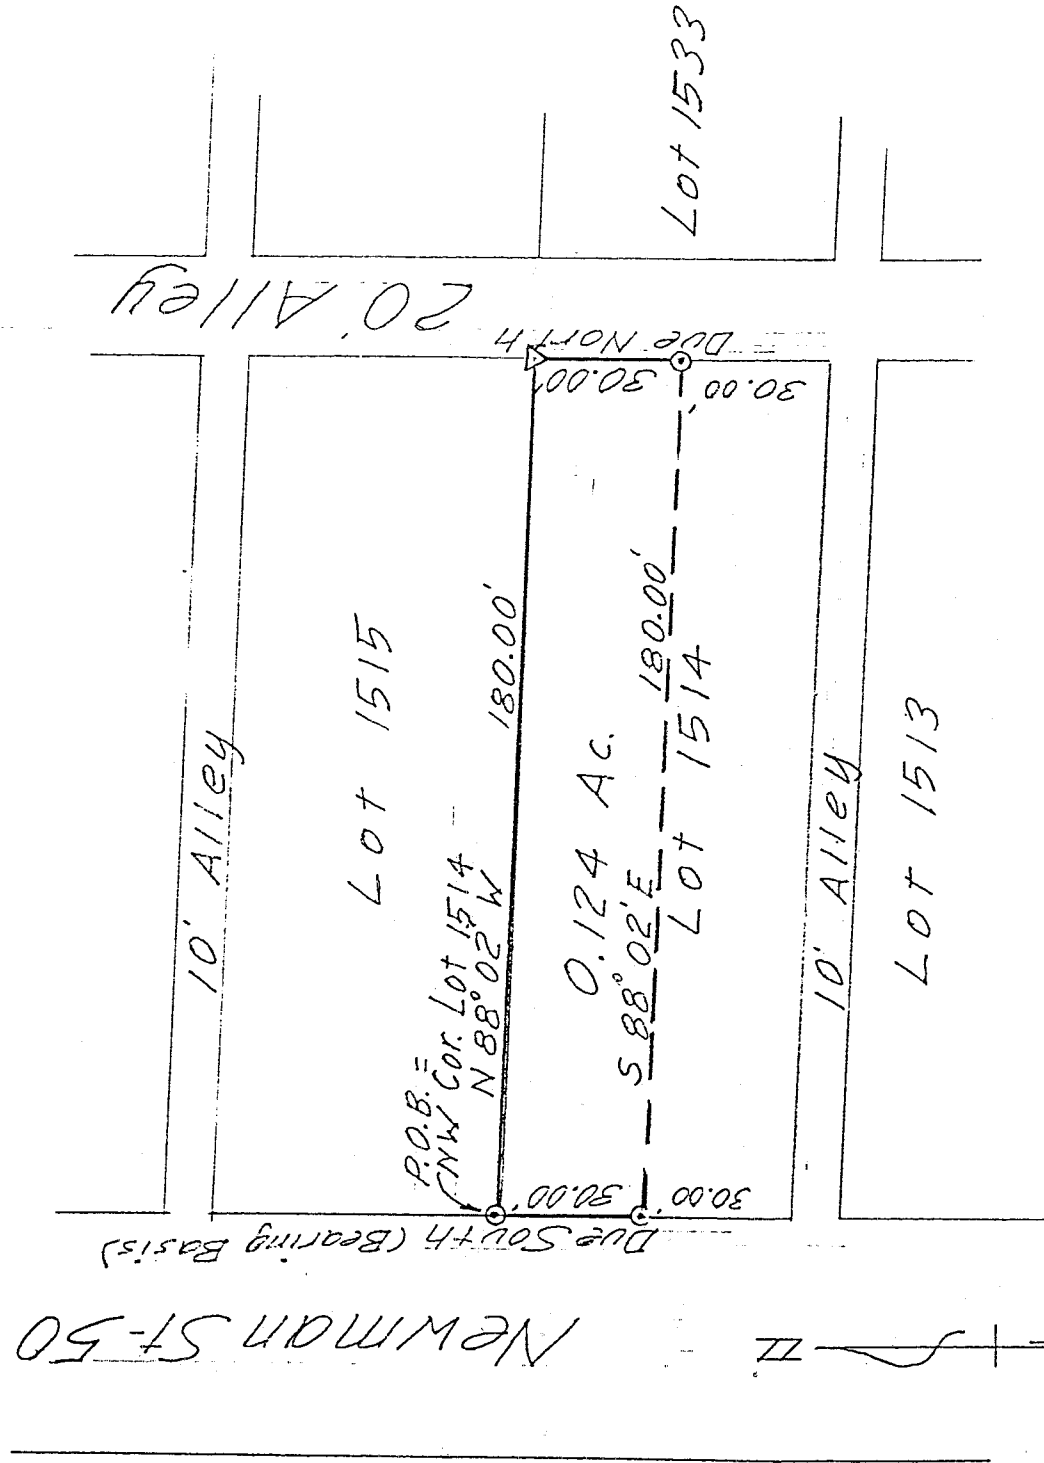 Lot 1533
20' Alley
Due North
30.00'
30.00'
10' Alley
Lot 1515
180.00'
P.O.B. =
NW Cor. Lot 1514
N 88° 02' W
0.124 Ac.
S 88° 02' E
180.00'
Lot 1514
10' Alley
Lot 1513
30.00'
30.00'
Due South (Bearing Basis)
Newman St-50
N